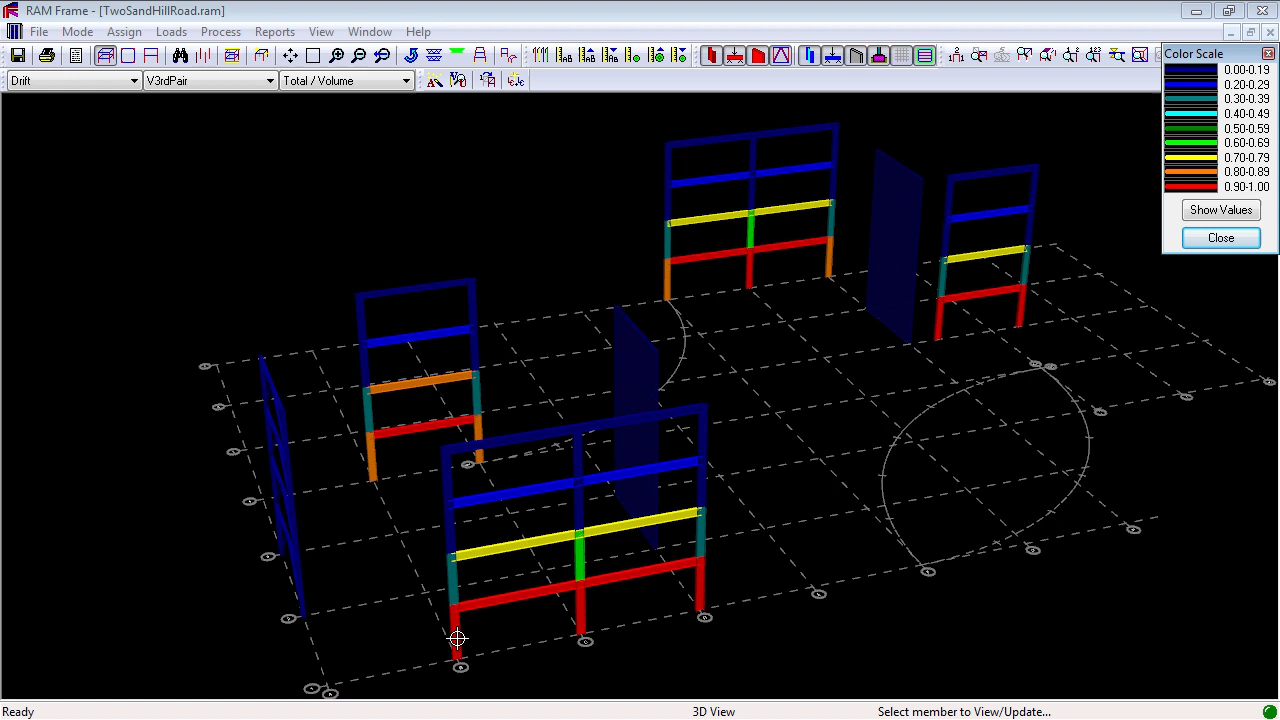 RAM Frame - [TwoSandHillRoad.ram]
File Mode Assign Loads Process Reports View Window Help
Drift V3rdPair Total / Volume
Color Scale
0.00-0.19
0.20-0.29
0.30-0.39
0.40-0.49
0.50-0.59
0.60-0.69
0.70-0.79
0.80-0.89
0.90-1.00
Show Values
Close
Ready 3D View Select member to View/Update...